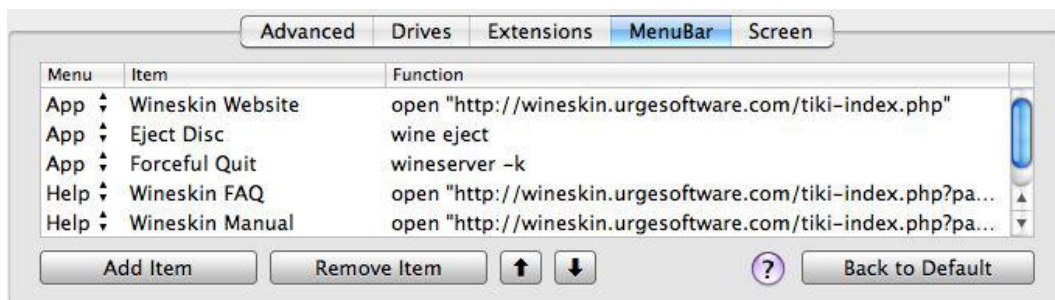 Advanced Drives Extensions MenuBar Screen
Menu Item Function
App Wineskin Website open "http://wineskin.urgesoftware.com/tiki-index.php"
App Eject Disc wine eject
App Forceful Quit wineserver -k
Help Wineskin FAQ open "http://wineskin.urgesoftware.com/tiki-index.php?pa...
Help Wineskin Manual open "http://wineskin.urgesoftware.com/tiki-index.php?pa...
Add Item Remove Item ? Back to Default